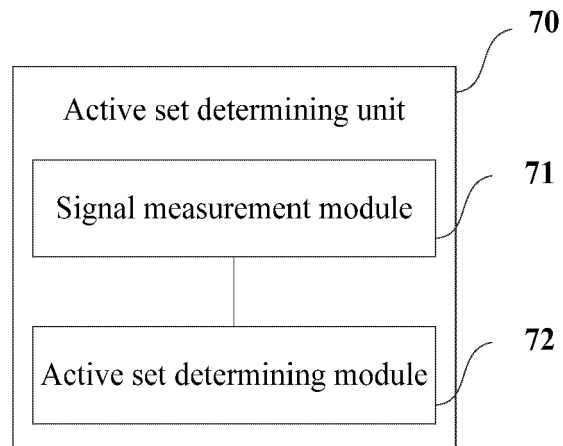 70
Active set determining unit
71
Signal measurement module
72
Active set determining module